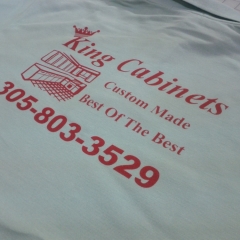 King Cabinets
Custom Made
Best Of The Best
305-803-3529